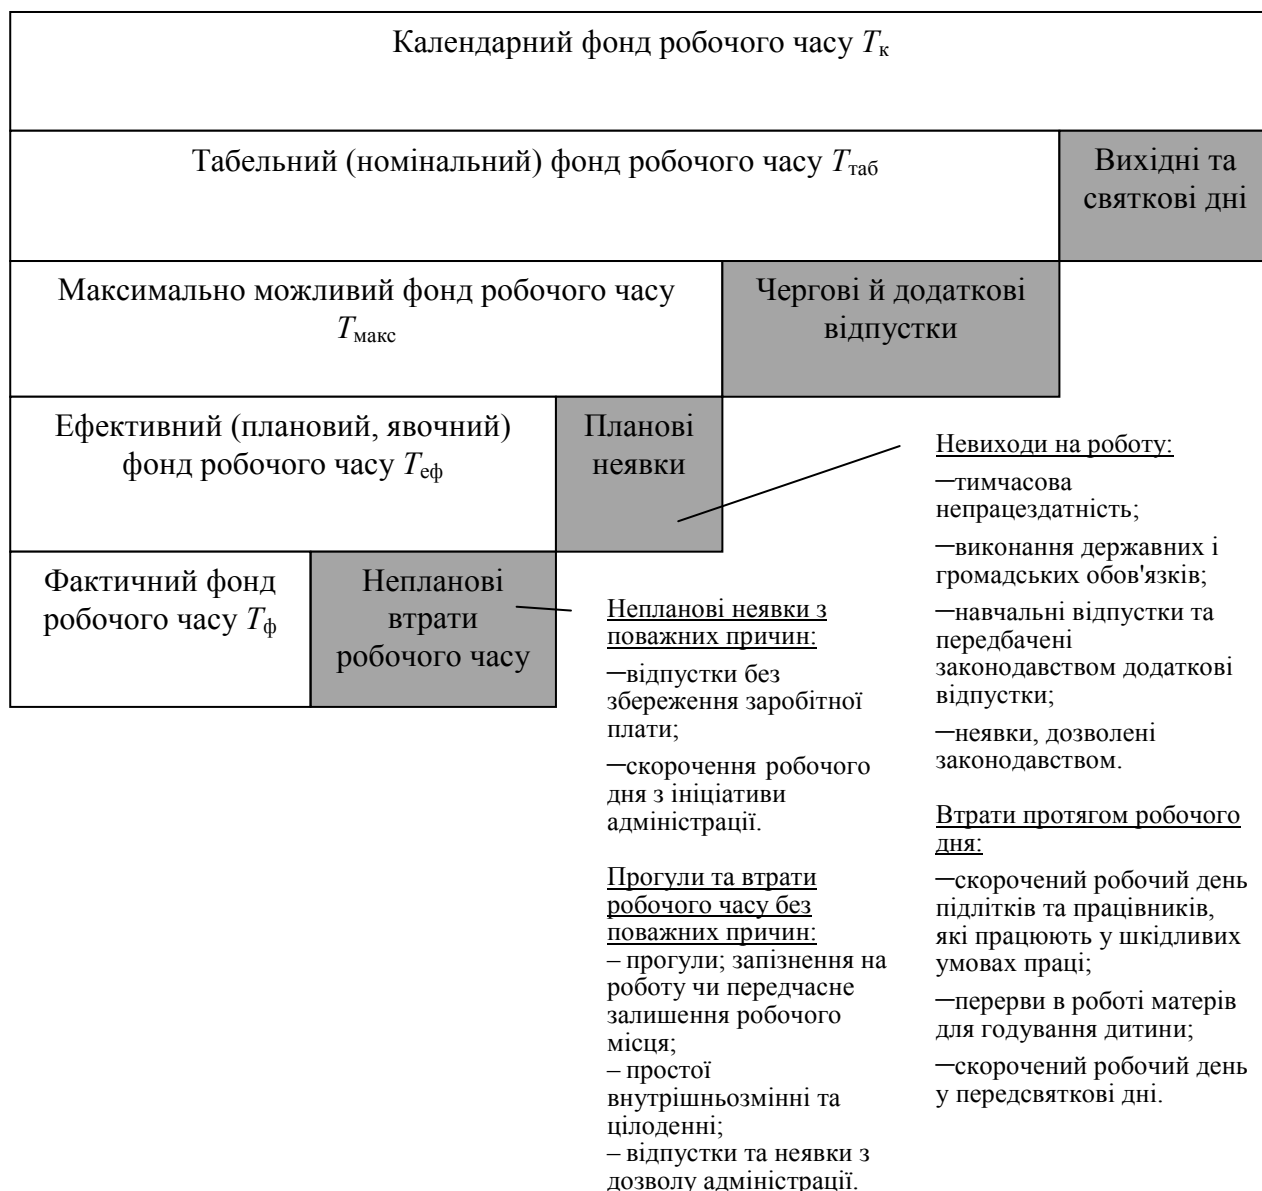 Календарний фонд робочого часу Tк
Табельний (номінальний) фонд робочого часу Tтаб
Вихідні та
святкові дні
Максимально можливий фонд робочого часу
Tмакс
Чергові й додаткові
відпустки
Ефективний (плановий, явочний)
фонд робочого часу Tеф
Планові
неявки
Фактичний фонд
робочого часу Tф
Непланові
втрати
робочого часу
Непланові неявки з
поважних причин:
—відпустки без
збереження заробітної
плати;
—скорочення робочого
дня з ініціативи
адміністрації.
Прогули та втрати
робочого часу без
поважних причин:
– прогули; запізнення на
роботу чи передчасне
залишення робочого
місця;
– простої
внутрішньозмінні та
цілоденні;
– відпустки та неявки з
дозволу адміністрації.
Невиходи на роботу:
—тимчасова
непрацездатність;
—виконання державних і
громадських обов'язків;
—навчальні відпустки та
передбачені
законодавством додаткові
відпустки;
—неявки, дозволені
законодавством.
Втрати протягом робочого
дня:
—скорочений робочий день
підлітків та працівників,
які працюють у шкідливих
умовах праці;
—перерви в роботі матерів
для годування дитини;
—скорочений робочий день
у передсвяткові дні.